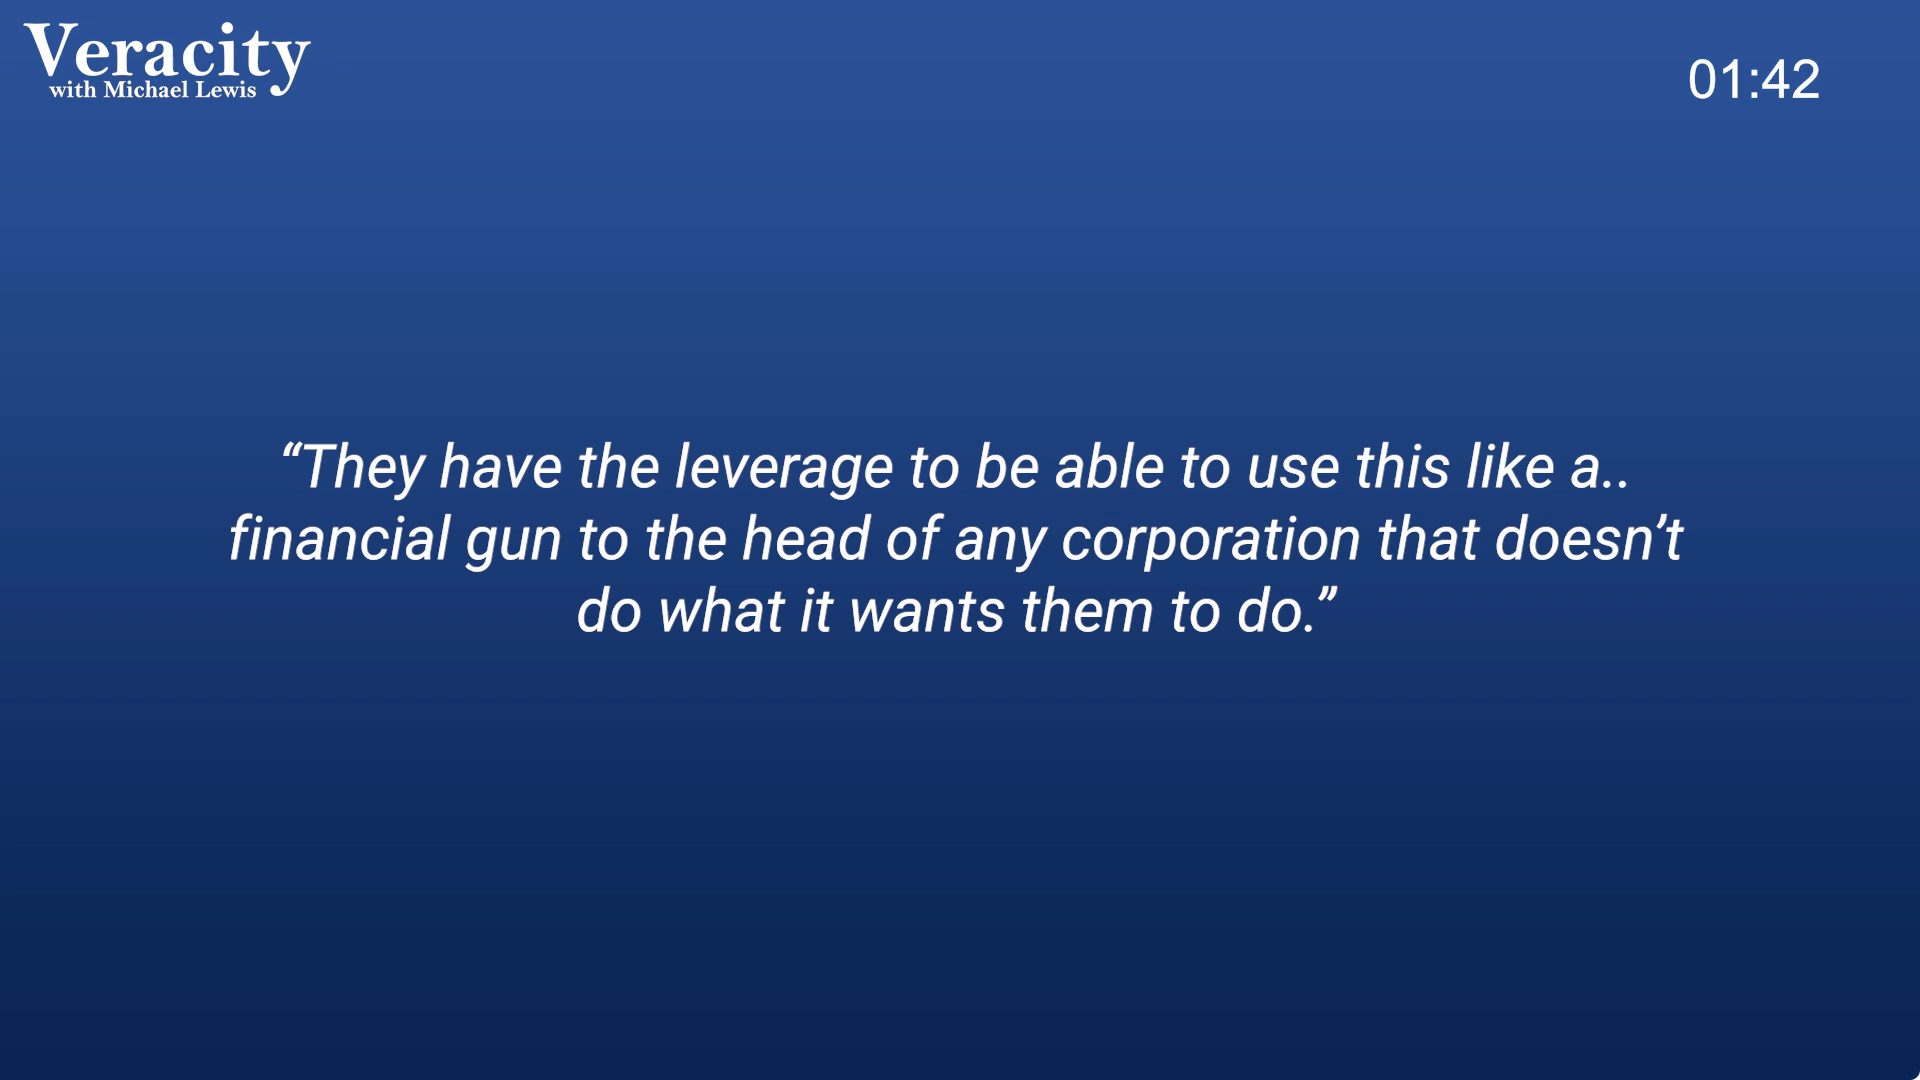 Veracity
with Michael Lewis
01:42
“They have the leverage to be able to use this like a..
financial gun to the head of any corporation that doesn’t
do what it wants them to do.”